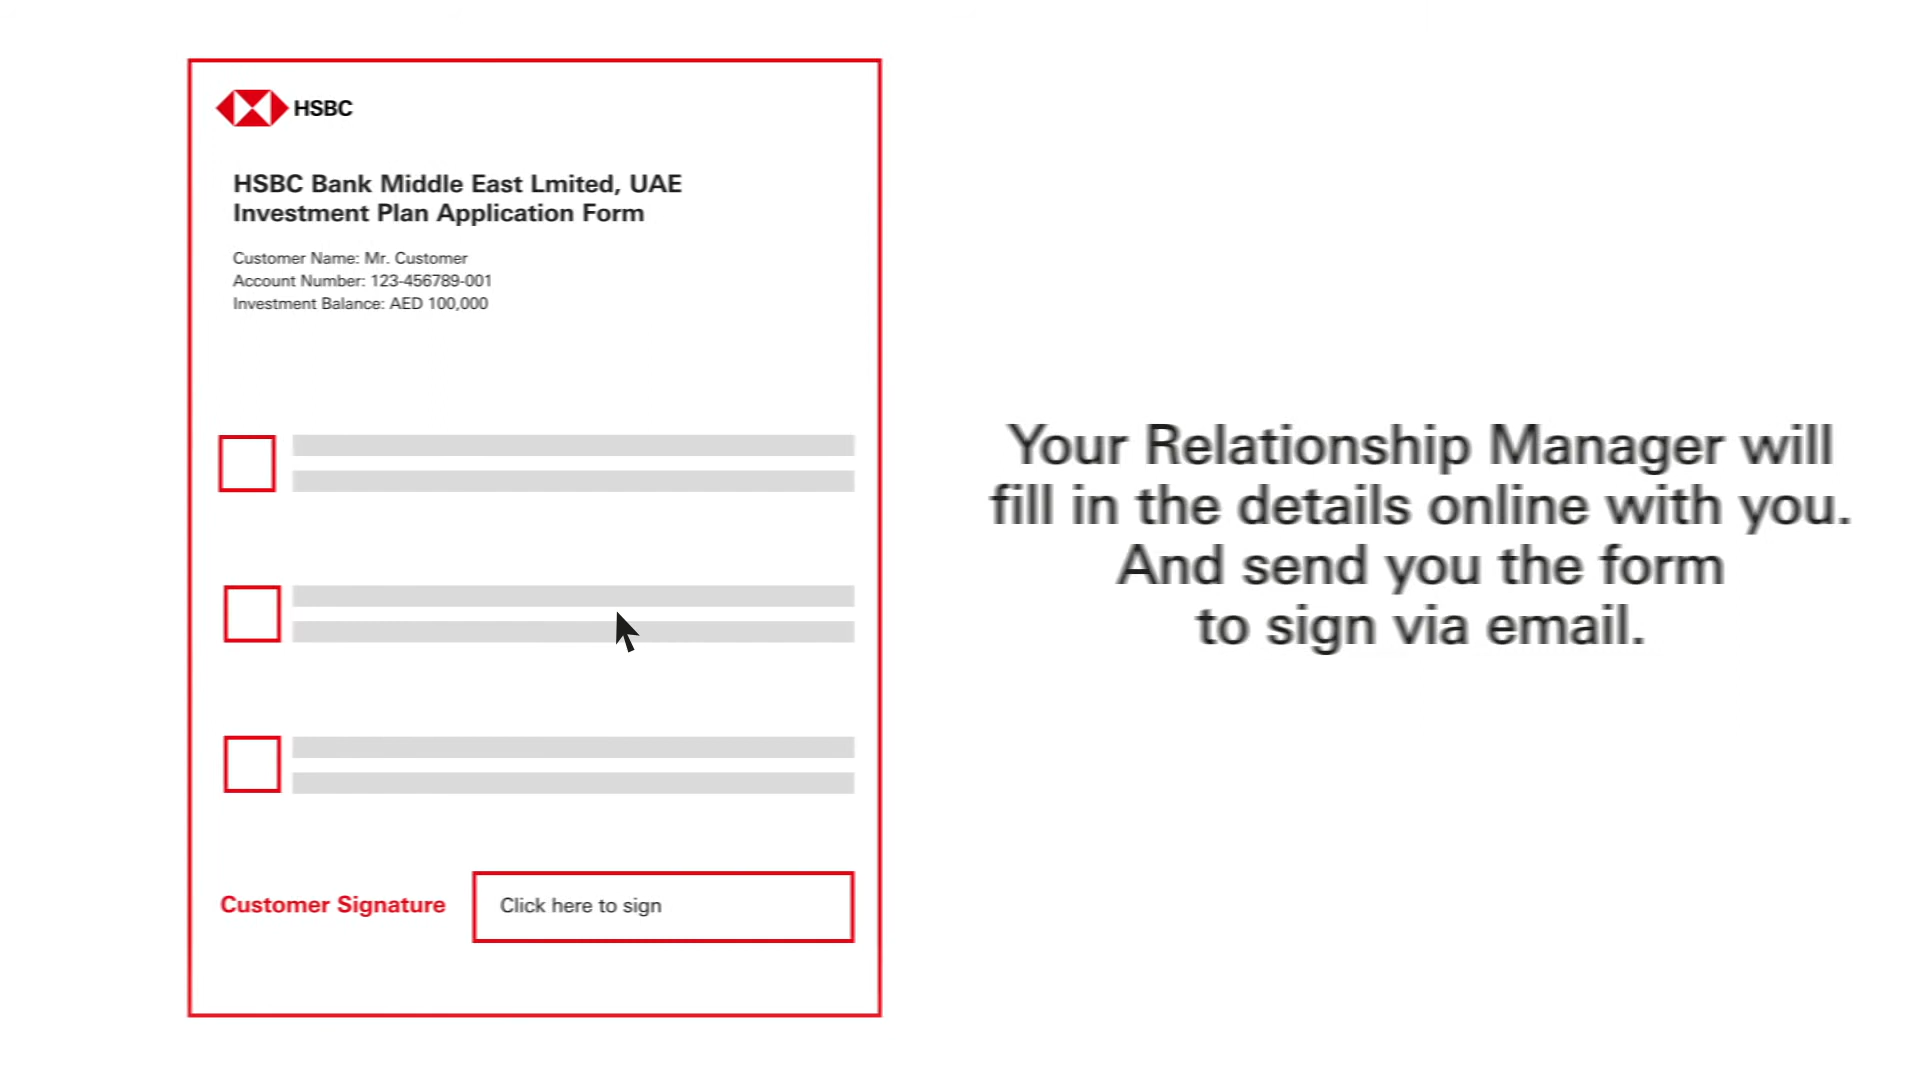 HSBC
HSBC Bank Middle East Lmited, UAE
Investment Plan Application Form
Customer Name: Mr. Customer
Account Number: 123-456789-001
Investment Balance: AED 100,000
Customer Signature
Click here to sign
Your Relationship Manager will
fill in the details online with you.
And send you the form
to sign via email.